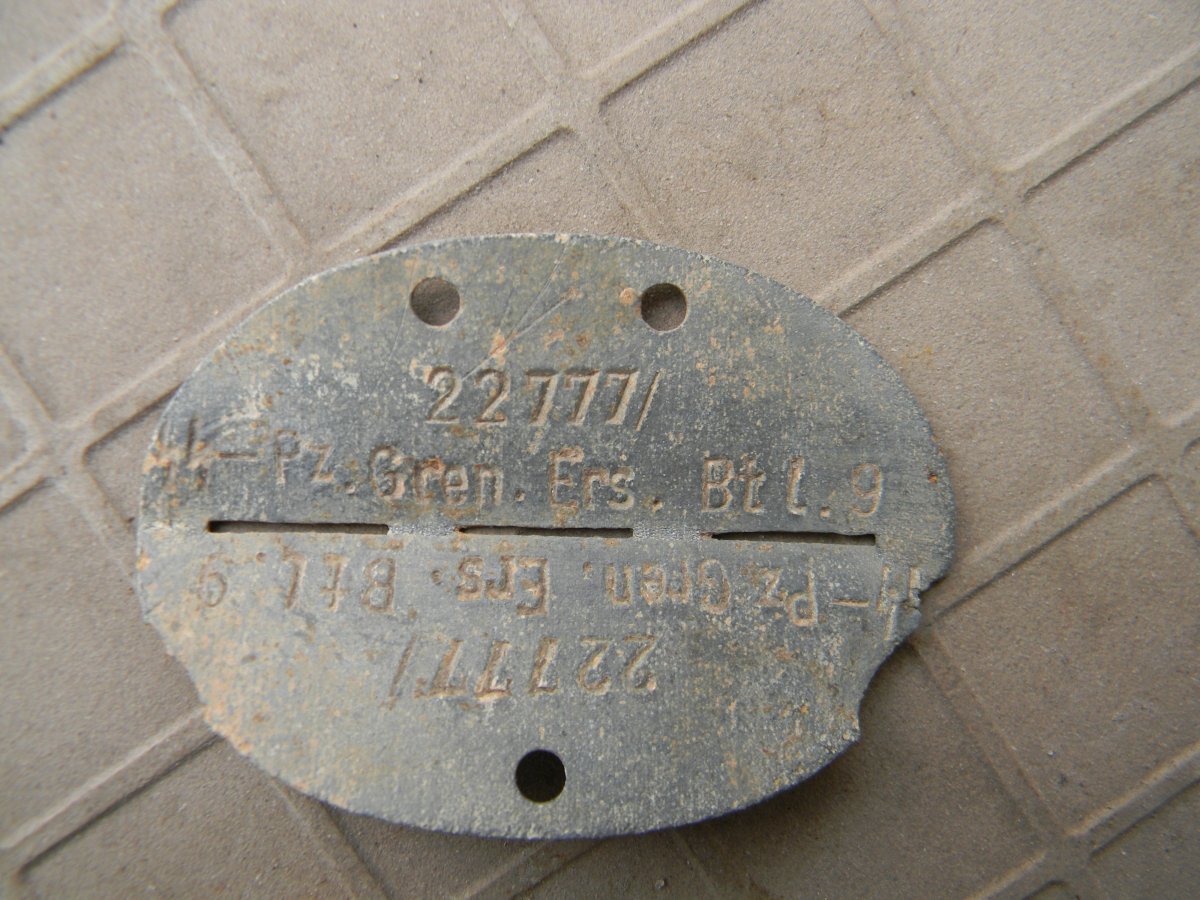 22777/
ᛋᛋ-Pz.Gren. Ers. Btl.9
ᛋᛋ-Pz.Gren. Ers. Btl.9
22777/